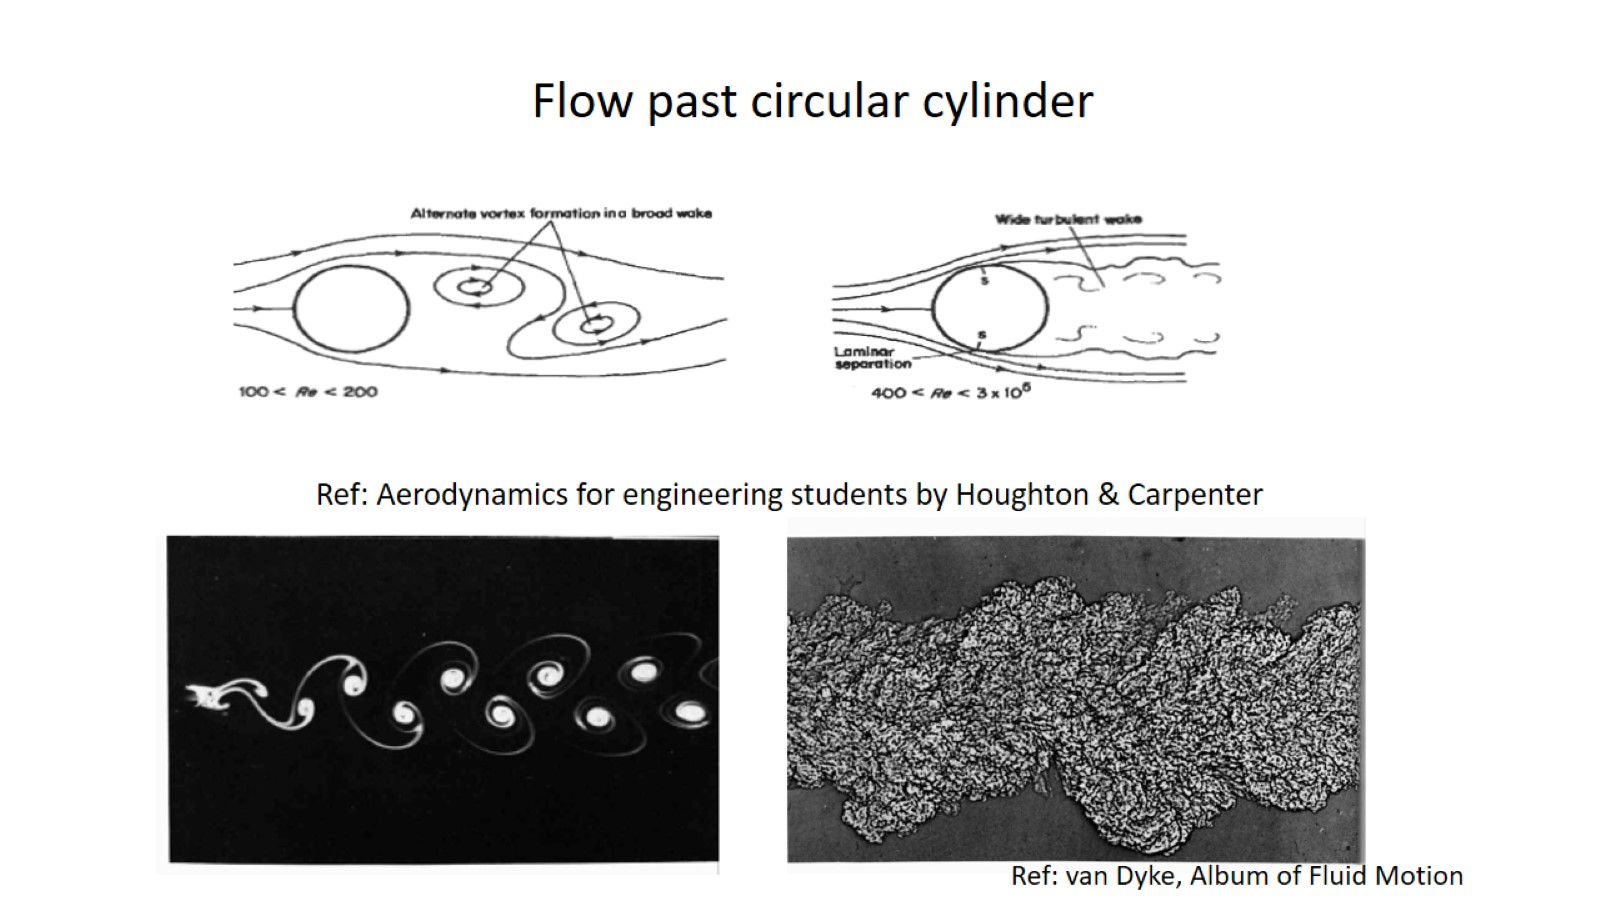 Flow past circular cylinder
Alternate vortex formation in a broad wake
Wide turbulent wake
s
s
Laminar
separation
100 < Re < 200
400 < Re < 3 x 10⁵
Ref: Aerodynamics for engineering students by Houghton & Carpenter
Ref: van Dyke, Album of Fluid Motion